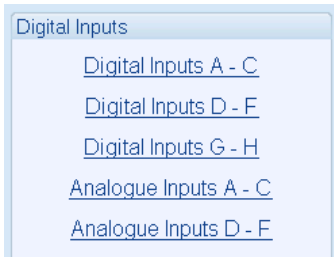 Digital Inputs
Digital Inputs A - C
Digital Inputs D - F
Digital Inputs G - H
Analogue Inputs A - C
Analogue Inputs D - F